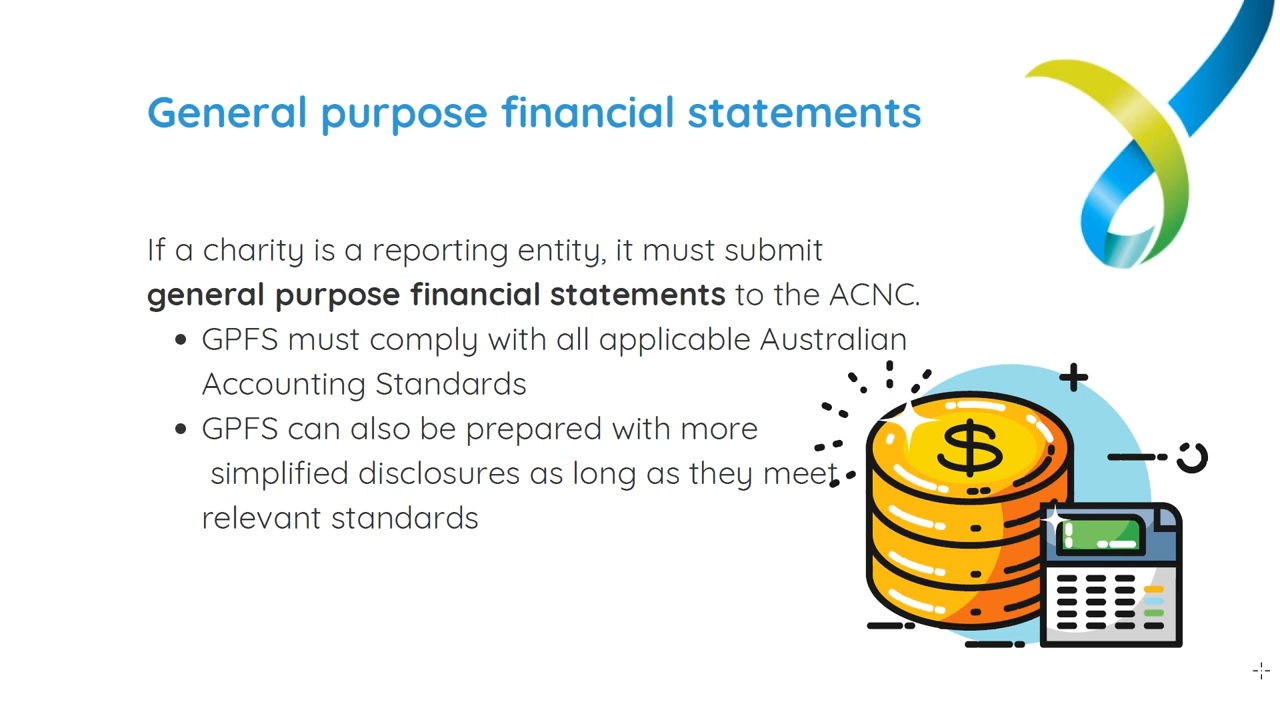 General purpose financial statements
If a charity is a reporting entity, it must submit
general purpose financial statements to the ACNC.
• GPFS must comply with all applicable Australian
Accounting Standards
• GPFS can also be prepared with more
simplified disclosures as long as they meet
relevant standards
$